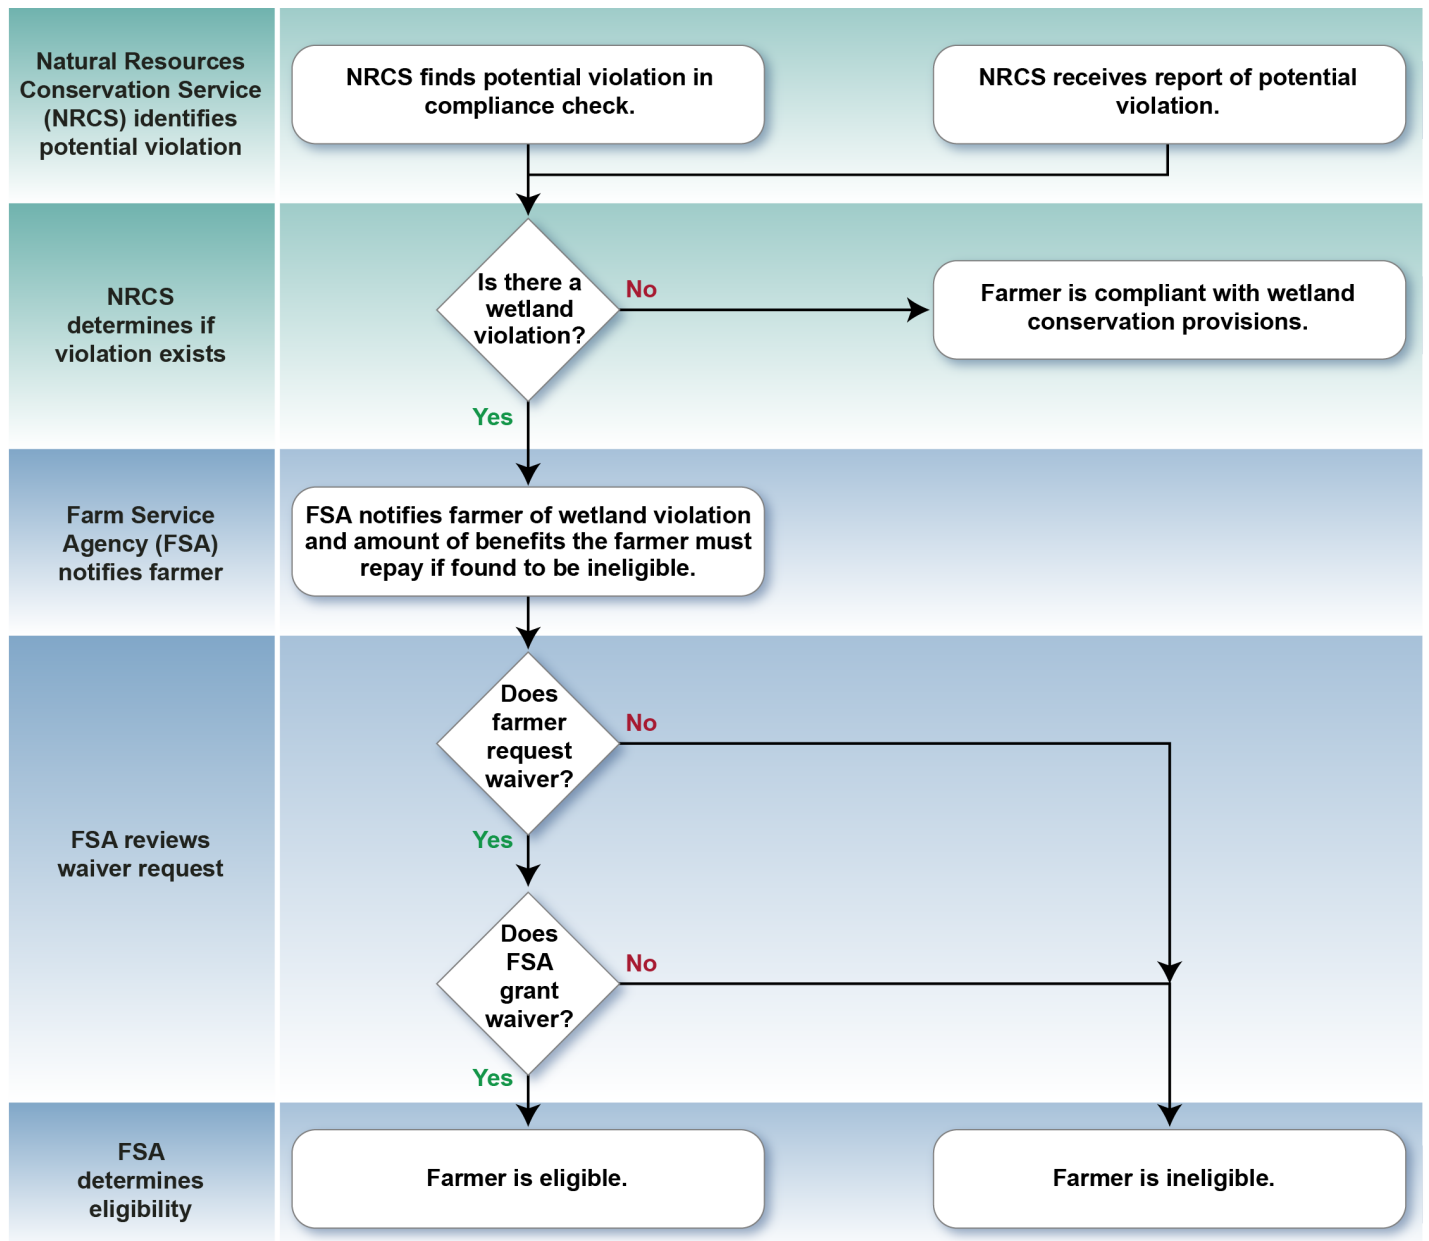 Natural Resources
Conservation Service
(NRCS) identifies
potential violation
NRCS finds potential violation in
compliance check.
NRCS receives report of potential
violation.
NRCS
determines if
violation exists
Is there a
wetland
violation?
No
Farmer is compliant with wetland
conservation provisions.
Yes
Farm Service
Agency (FSA)
notifies farmer
FSA notifies farmer of wetland violation
and amount of benefits the farmer must
repay if found to be ineligible.
FSA reviews
waiver request
Does
farmer
request
waiver?
No
Yes
Does
FSA
grant
waiver?
No
Yes
FSA
determines
eligibility
Farmer is eligible.
Farmer is ineligible.